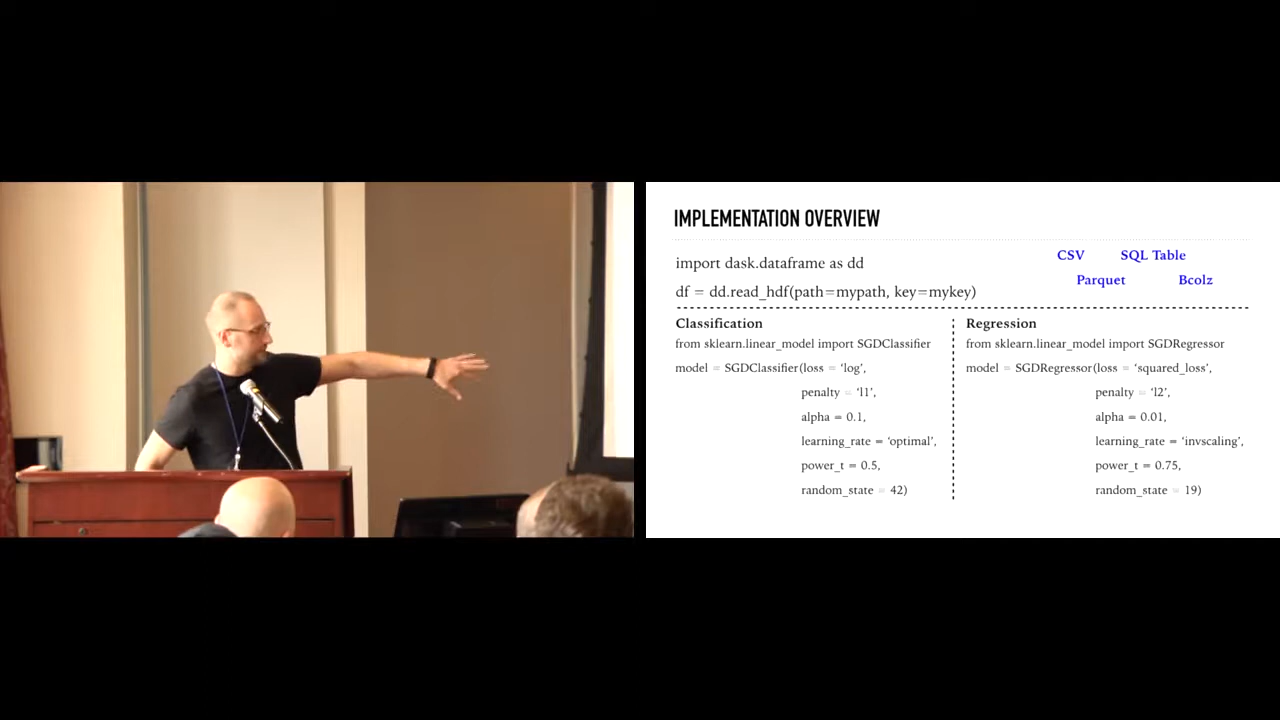 IMPLEMENTATION OVERVIEW
import dask.dataframe as dd
df = dd.read_hdf(path=mypath, key=mykey)
CSV SQL Table
Parquet Bcolz
Classification
from sklearn.linear_model import SGDClassifier
model = SGDClassifier(loss = ‘log’,
penalty = ‘l1’,
alpha = 0.1,
learning_rate = ‘optimal’,
power_t = 0.5,
random_state = 42)
Regression
from sklearn.linear_model import SGDRegressor
model = SGDRegressor(loss = ‘squared_loss’,
penalty = ‘l2’,
alpha = 0.01,
learning_rate = ‘invscaling’,
power_t = 0.75,
random_state = 19)